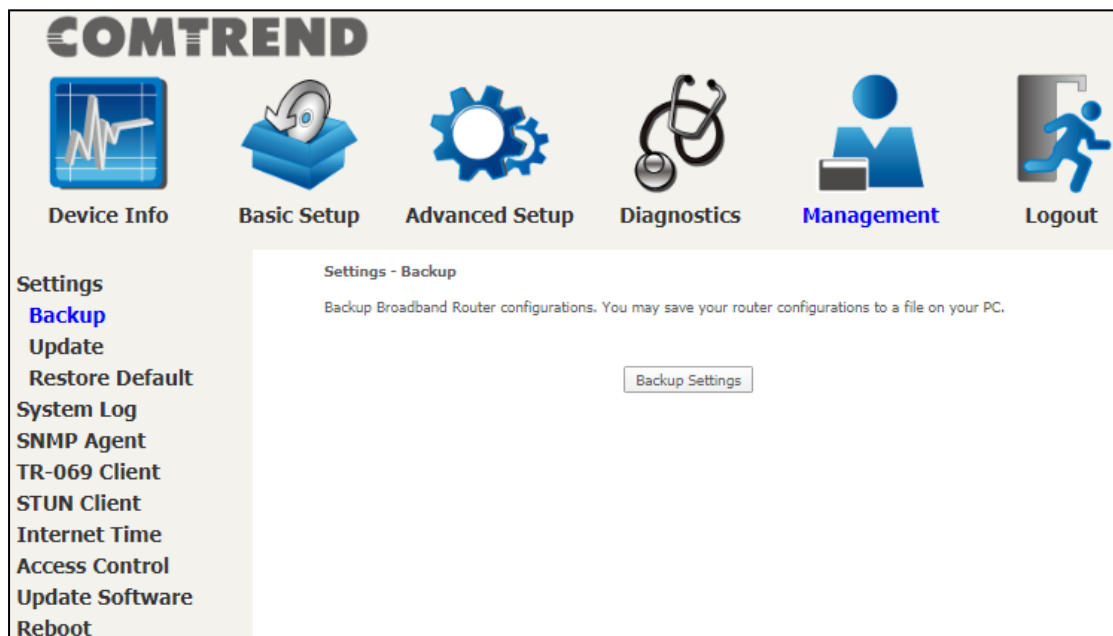 COMTREND
Device Info Basic Setup Advanced Setup Diagnostics Management Logout
Settings
Backup
Update
Restore Default
System Log
SNMP Agent
TR-069 Client
STUN Client
Internet Time
Access Control
Update Software
Reboot
Settings - Backup
Backup Broadband Router configurations. You may save your router configurations to a file on your PC.
Backup Settings